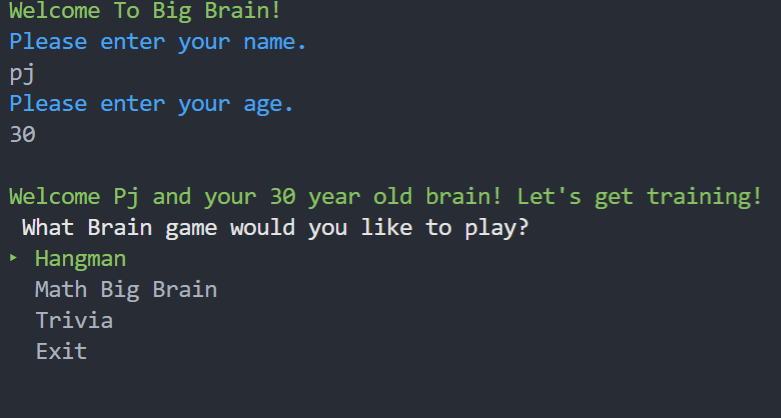 Welcome To Big Brain!
Please enter your name.
pj
Please enter your age.
30
Welcome Pj and your 30 year old brain! Let's get training!
What Brain game would you like to play?
‣ Hangman
Math Big Brain
Trivia
Exit